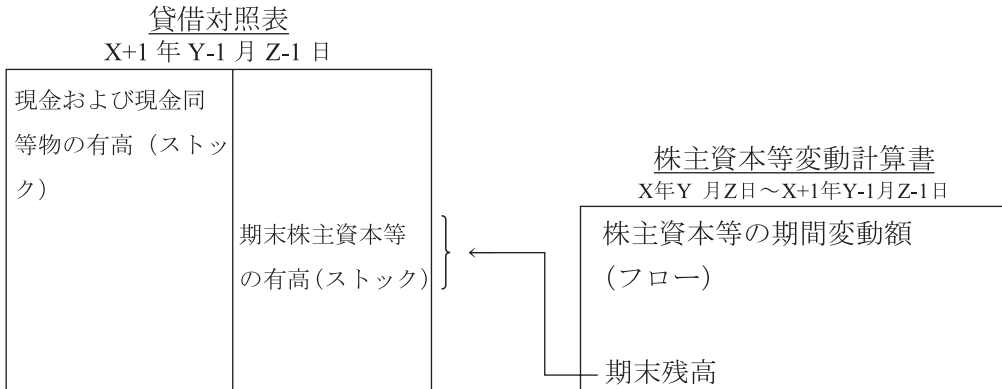 貸借対照表
X+1 年 Y-1 月 Z-1 日
現金および現金同
等物の有高（ストッ
ク）
期末株主資本等
の有高(ストック)
株主資本等変動計算書
X年Y 月Z日～X+1年Y-1月Z-1日
株主資本等の期間変動額
（フロー）
期末残高